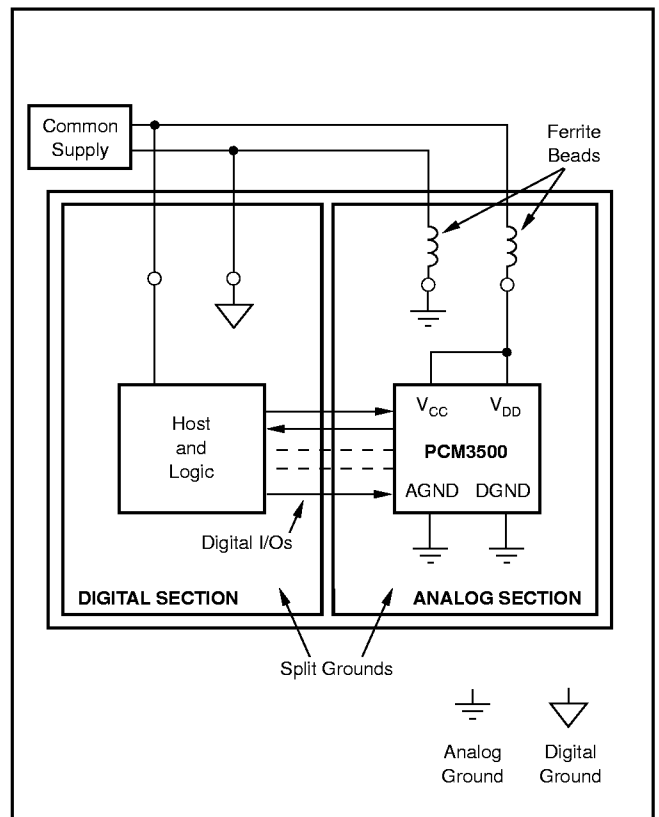 Common
Supply
Ferrite
Beads
Host
and
Logic
VCC VDD
PCM3500
AGND DGND
Digital I/Os
DIGITAL SECTION
ANALOG SECTION
Split Grounds
Analog
Ground
Digital
Ground